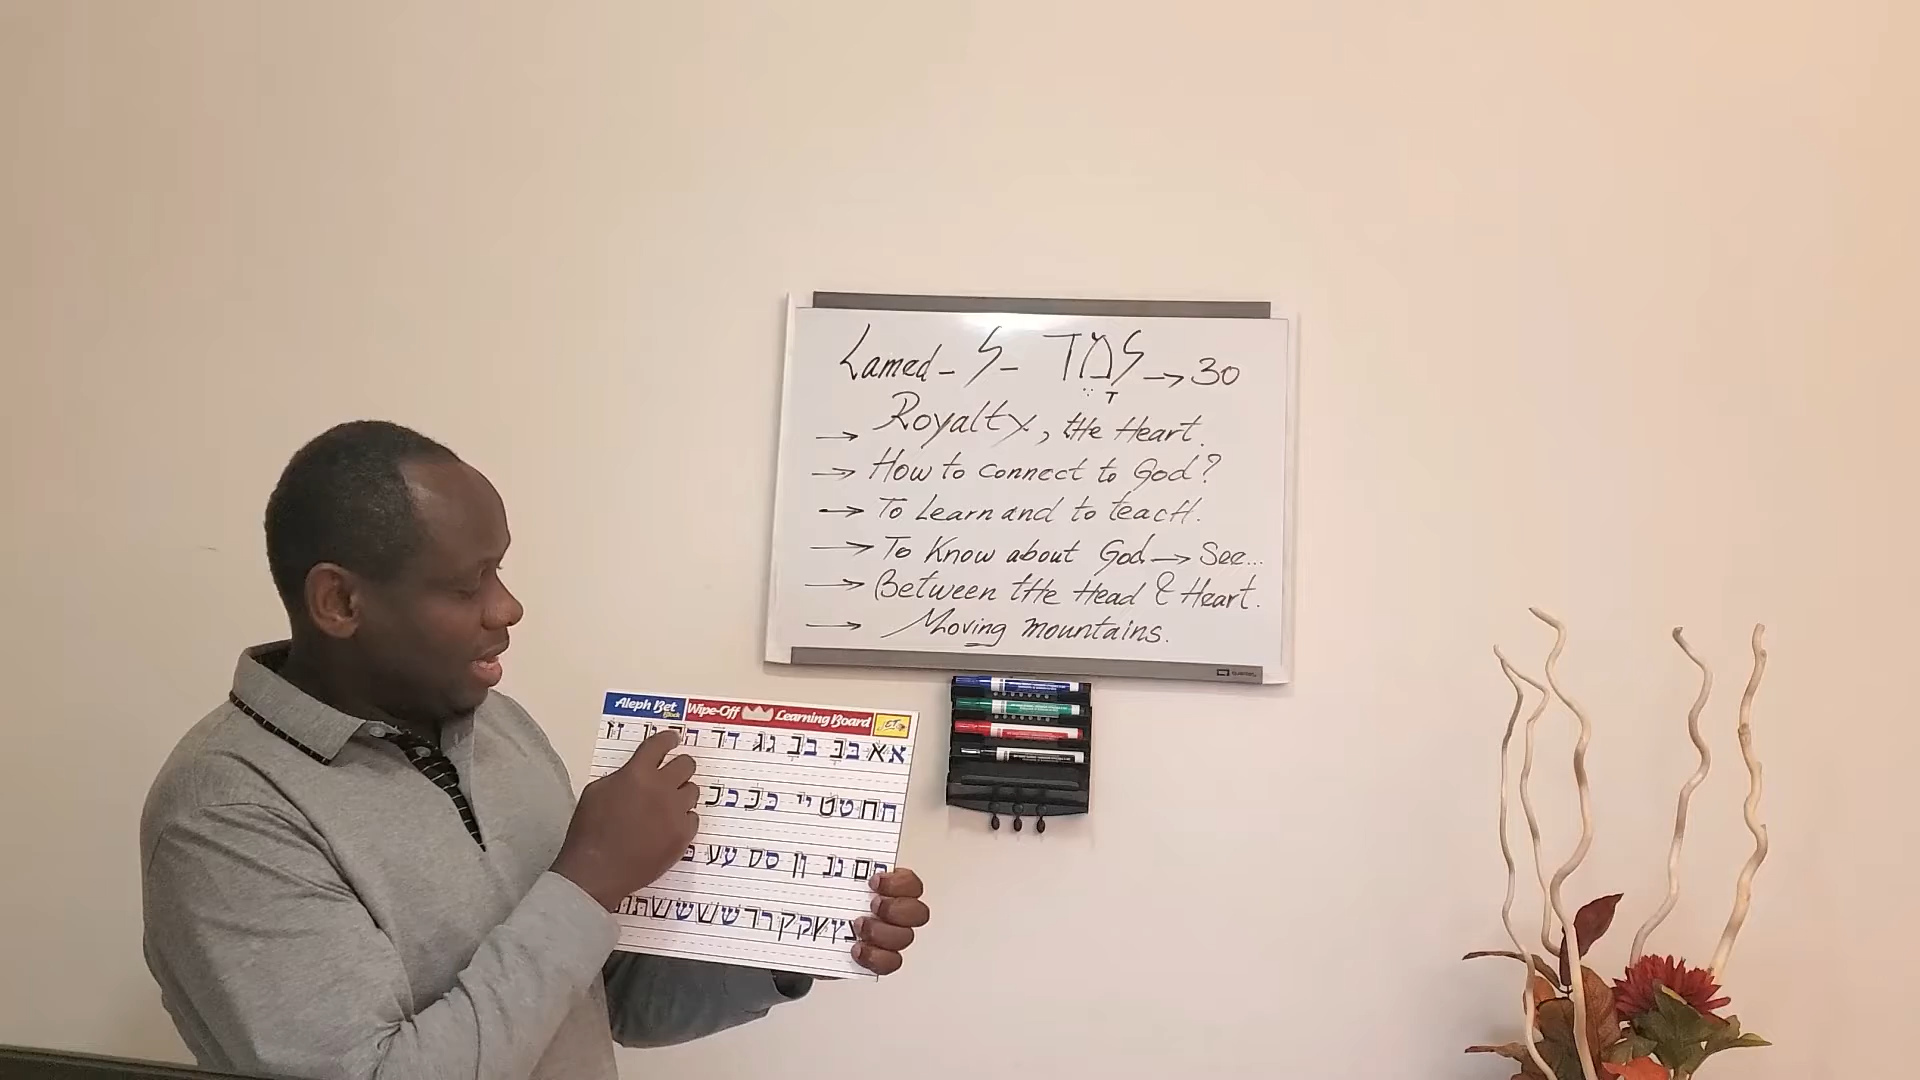 Lamed - ל - לָמֶד → 30
→ Royalty, the Heart.
→ How to connect to God?
→ To Learn and to teach.
→ To Know about God → See...
→ Between the Head & Heart.
→ Moving mountains.
Aleph Bet Wipe-Off Learning Board
א א בּ בּ ב ב ג ג ד ד ה ז ז
ח ח ט ט י י כּ כּ כ כ
ם נ נ ן ן ס ס ע ע
ץ ץ ק ק ר ר שׁ שׁ שׂ שׂ